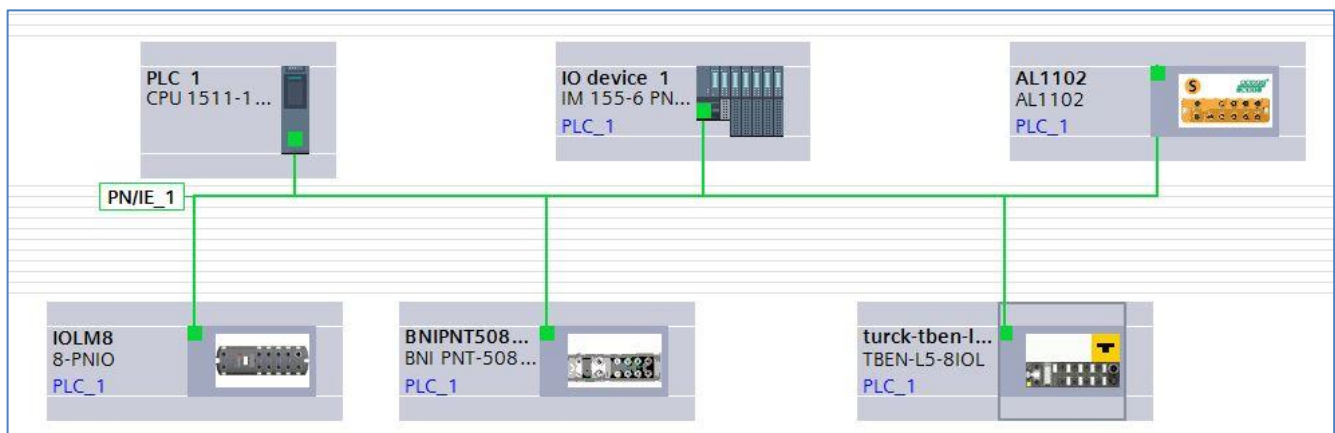 PLC_1
CPU 1511-1...
IO device_1
IM 155-6 PN...
PLC_1
AL1102
AL1102
PLC_1
S
PN/IE_1
IOLM8
8-PNIO
PLC_1
BNIPNT508...
BNI PNT-508...
PLC_1
turck-tben-l...
TBEN-L5-8IOL
PLC_1